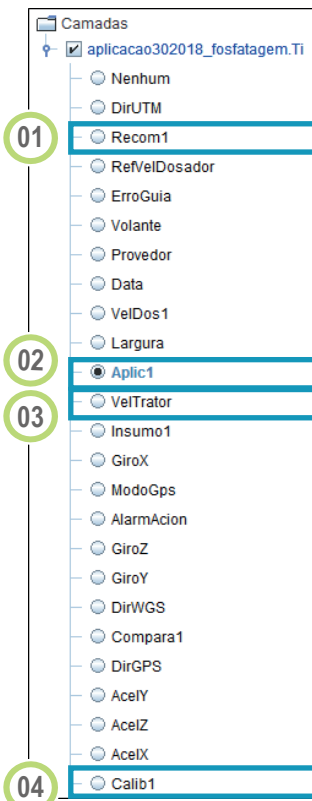 Camadas
aplicacao302018_fosfatagem.Ti
Nenhum
DirUTM
01 Recom1
RefVelDosador
ErroGuia
Volante
Provedor
Data
VelDos1
Largura
02 Aplic1
03 VelTrator
Insumo1
GiroX
ModoGps
AlarmAcion
GiroZ
GiroY
DirWGS
Compara1
DirGPS
AcelY
AcelZ
AcelX
04 Calib1